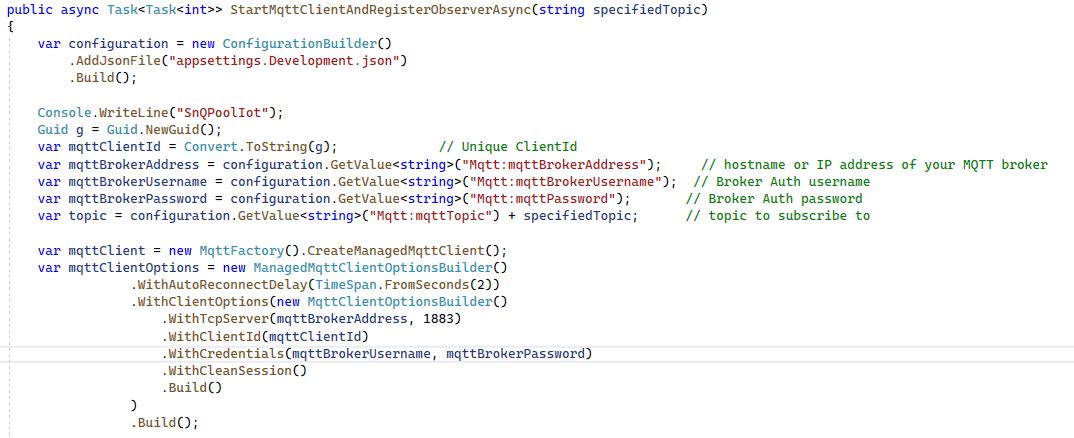 public async Task<Task<int>> StartMqttClientAndRegisterObserverAsync(string specifiedTopic)
{
    var configuration = new ConfigurationBuilder()
        .AddJsonFile("appsettings.Development.json")
        .Build();

    Console.WriteLine("SnQPoolIot");
    Guid g = Guid.NewGuid();
    var mqttClientId = Convert.ToString(g);             // Unique ClientId
    var mqttBrokerAddress = configuration.GetValue<string>("Mqtt:mqttBrokerAddress");     // hostname or IP address of your MQTT broker
    var mqttBrokerUsername = configuration.GetValue<string>("Mqtt:mqttBrokerUsername");  // Broker Auth username
    var mqttBrokerPassword = configuration.GetValue<string>("Mqtt:mqttPassword");       // Broker Auth password
    var topic = configuration.GetValue<string>("Mqtt:mqttTopic") + specifiedTopic;      // topic to subscribe to

    var mqttClient = new MqttFactory().CreateManagedMqttClient();
    var mqttClientOptions = new ManagedMqttClientOptionsBuilder()
                .WithAutoReconnectDelay(TimeSpan.FromSeconds(2))
                .WithClientOptions(new MqttClientOptionsBuilder()
                    .WithTcpServer(mqttBrokerAddress, 1883)
                    .WithClientId(mqttClientId)
                    .WithCredentials(mqttBrokerUsername, mqttBrokerPassword)
                    .WithCleanSession()
                    .Build()
                )
                .Build();